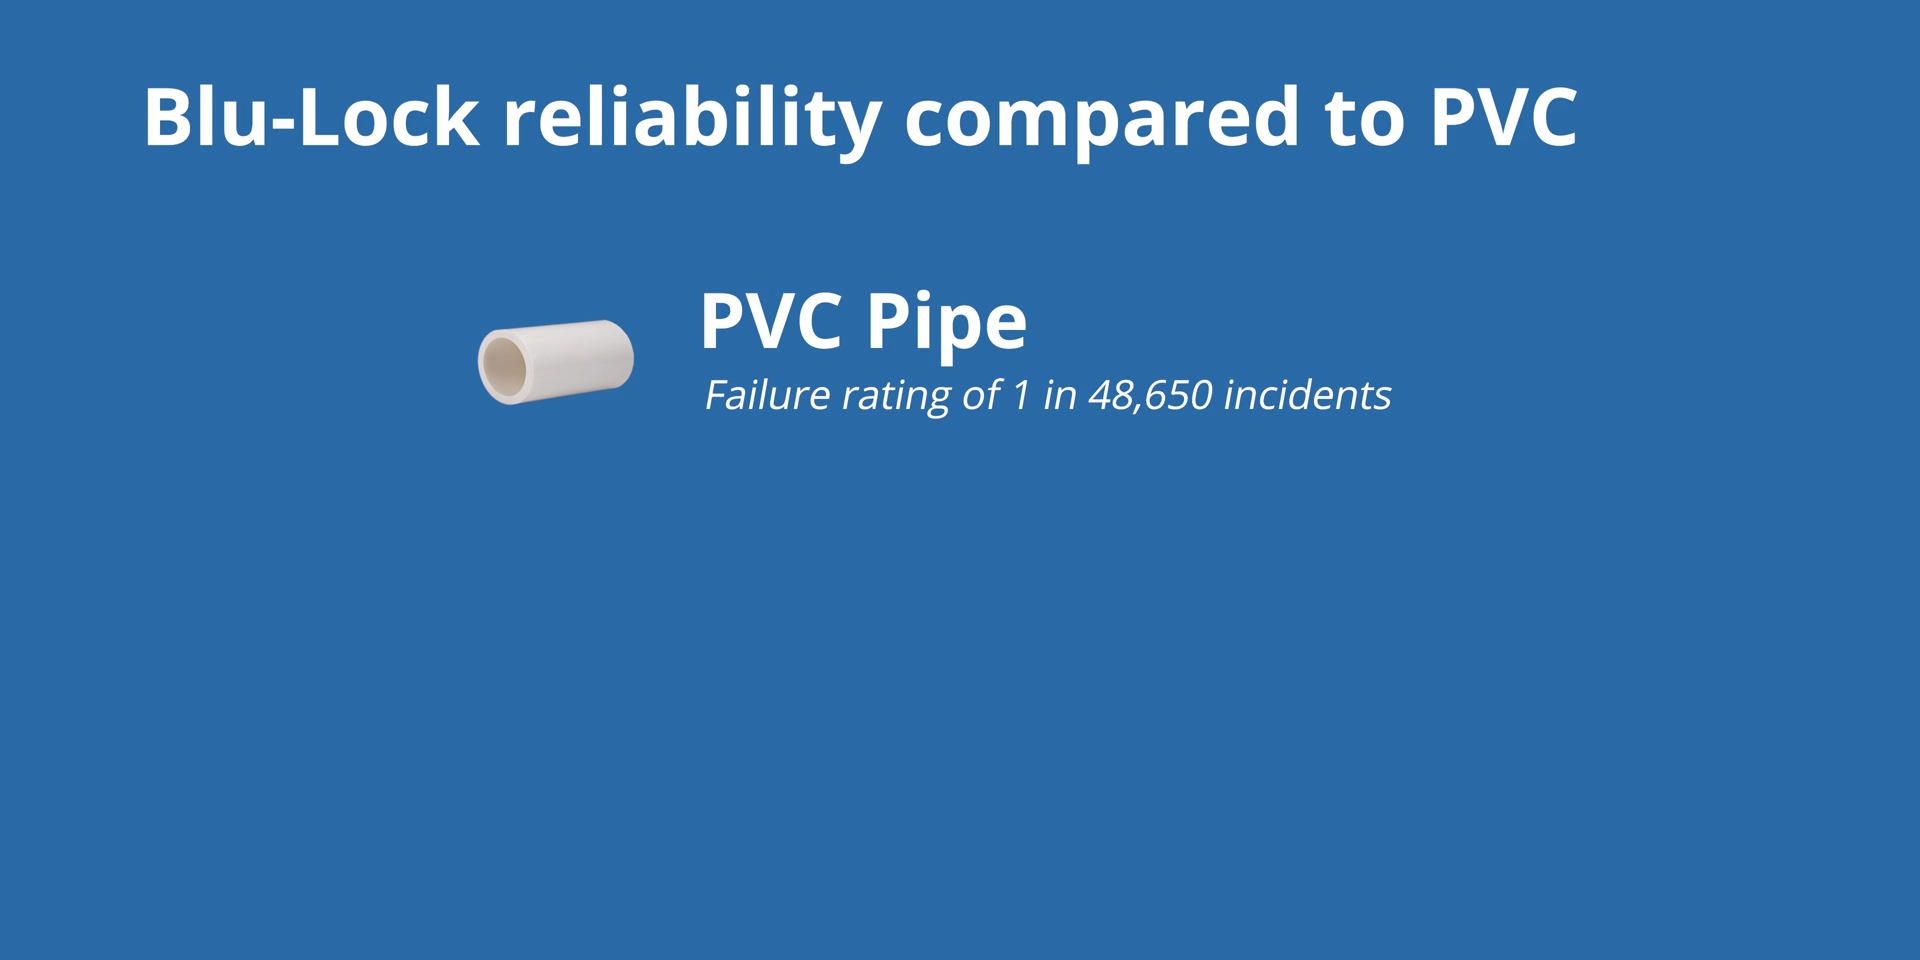 Blu-Lock reliability compared to PVC
PVC Pipe
Failure rating of 1 in 48,650 incidents